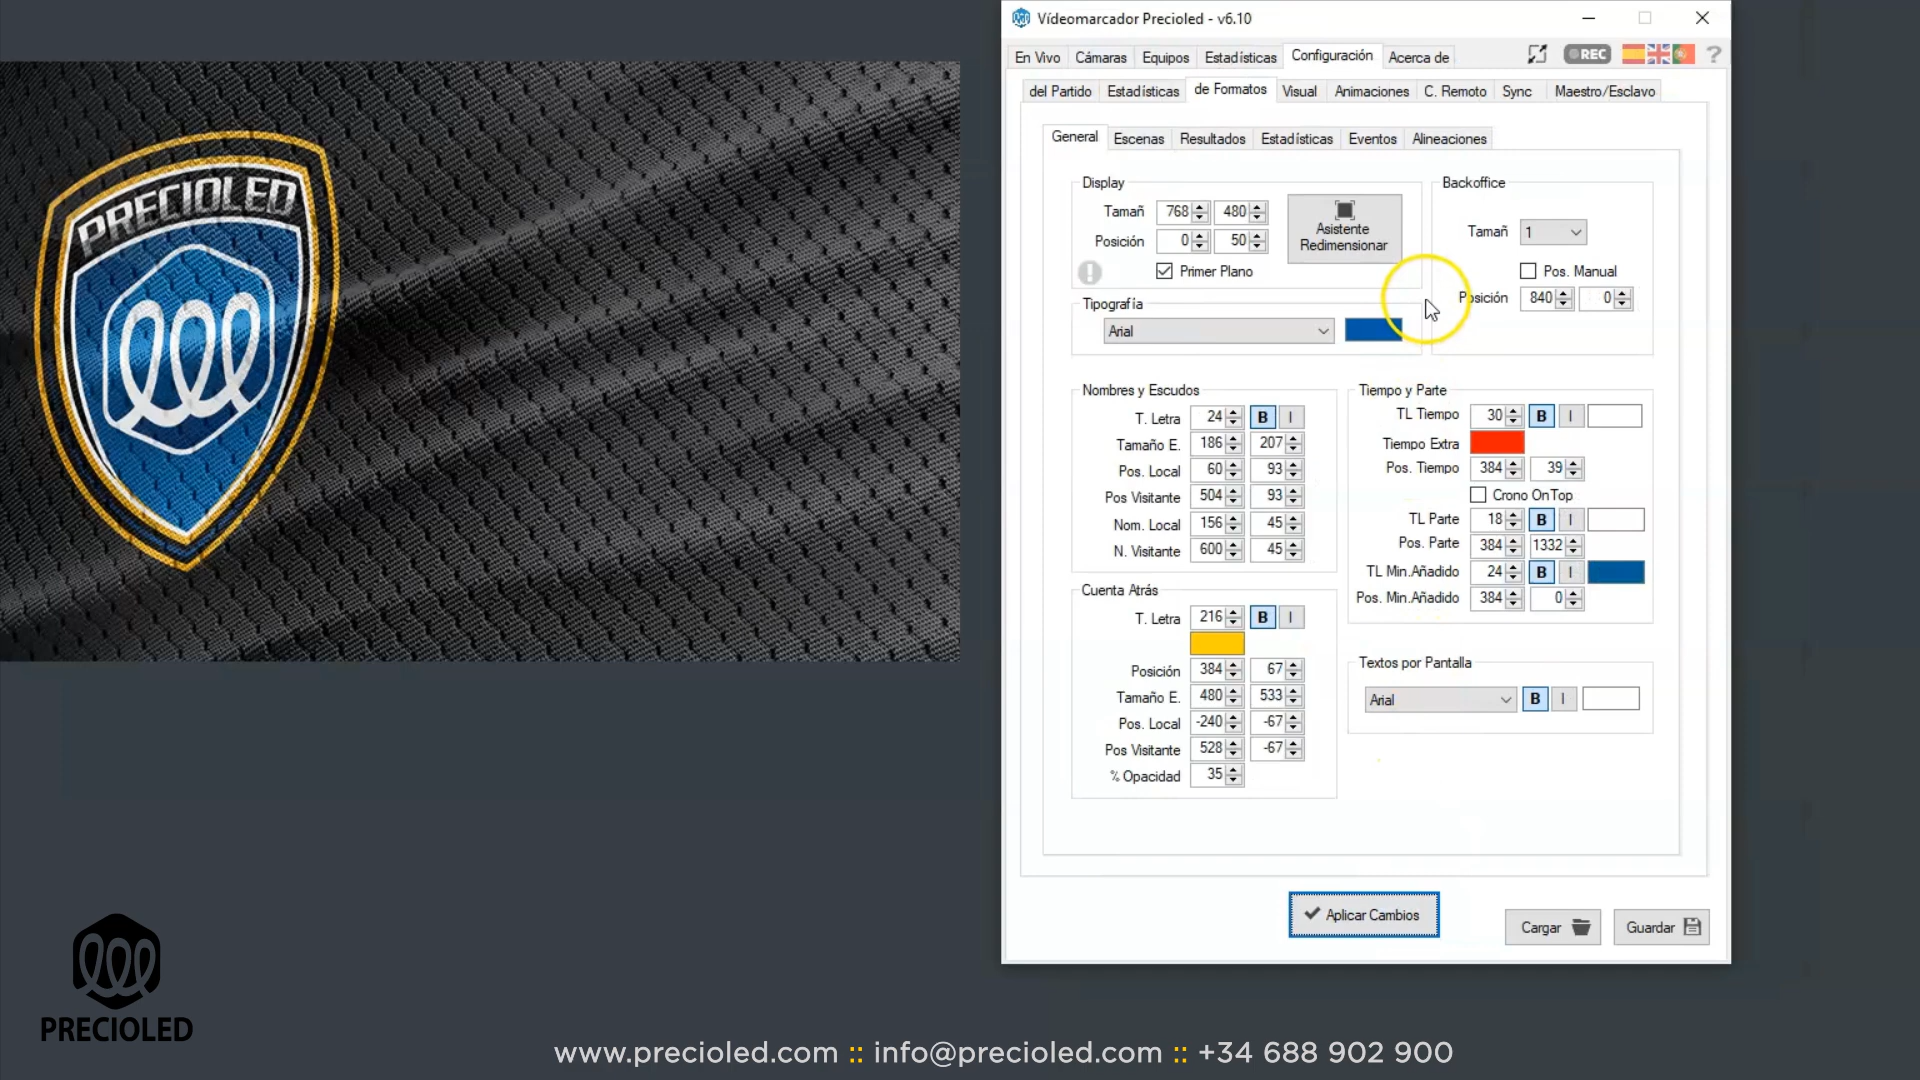 Vídeomarcador Precioled - v6.10
En Vivo Cámaras Equipos Estadísticas Configuración Acerca de REC ?
del Partido Estadísticas de Formatos Visual Animaciones C. Remoto Sync Maestro/Esclavo
General Escenas Resultados Estadísticas Eventos Alineaciones
Display
Tamañ 768 480
Posición 0 50
Primer Plano
Asistente
Redimensionar
Backoffice
Tamañ 1
Pos. Manual
Posición 840 0
Tipografía
Arial
Nombres y Escudos
T. Letra 24 B I
Tamaño E. 186 207
Pos. Local 60 93
Pos Visitante 504 93
Nom. Local 156 45
N. Visitante 600 45
Tiempo y Parte
TL Tiempo 30 B I
Tiempo Extra
Pos. Tiempo 384 39
Crono OnTop
TL Parte 18 B I
Pos. Parte 384 1332
TL Min.Añadido 24 B I
Pos. Min.Añadido 384 0
Cuenta Atrás
T. Letra 216 B I
Posición 384 67
Tamaño E. 480 533
Pos. Local -240 -67
Pos Visitante 528 -67
% Opacidad 35
Textos por Pantalla
Arial B I
Aplicar Cambios
Cargar
Guardar
PRECIOLED
PRECIOLED
www.precioled.com :: info@precioled.com :: +34 688 902 900